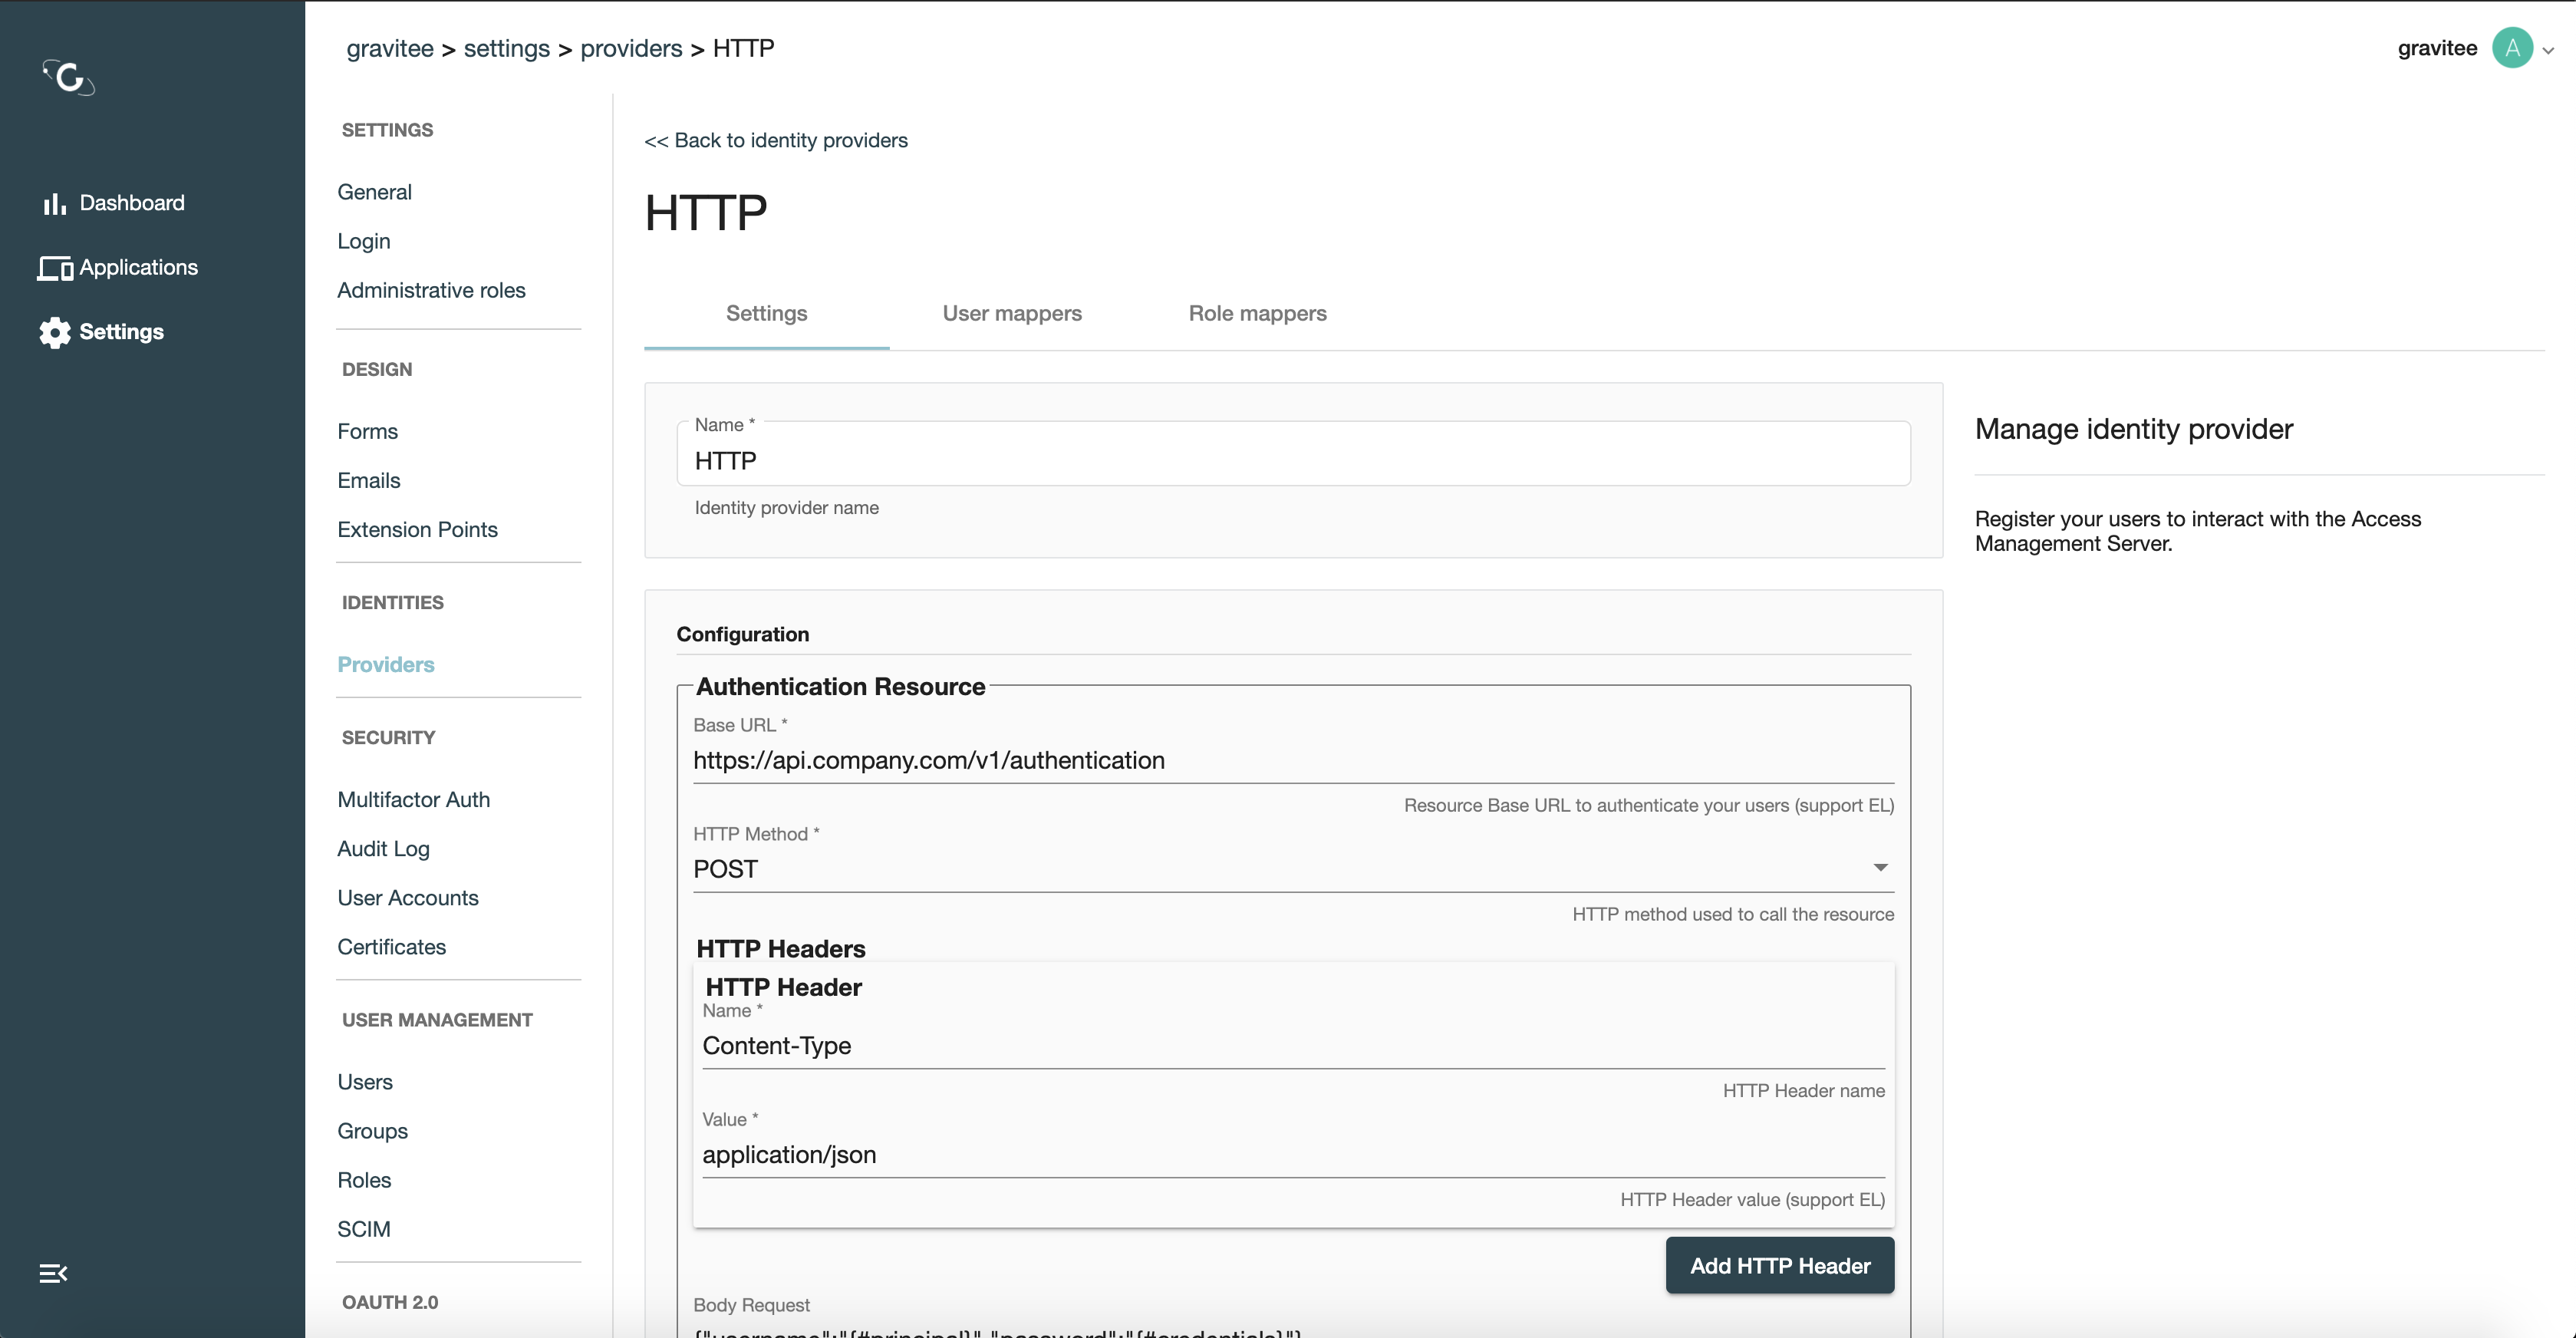 gravitee > settings > providers > HTTP
gravitee
A
Dashboard
Applications
Settings
SETTINGS
General
Login
Administrative roles
DESIGN
Forms
Emails
Extension Points
IDENTITIES
Providers
SECURITY
Multifactor Auth
Audit Log
User Accounts
Certificates
USER MANAGEMENT
Users
Groups
Roles
SCIM
OAUTH 2.0
<< Back to identity providers
HTTP
Settings
User mappers
Role mappers
Name *
HTTP
Identity provider name
Configuration
Authentication Resource
Base URL *
https://api.company.com/v1/authentication
Resource Base URL to authenticate your users (support EL)
HTTP Method *
POST
HTTP method used to call the resource
HTTP Headers
HTTP Header
Name *
Content-Type
HTTP Header name
Value *
application/json
HTTP Header value (support EL)
Add HTTP Header
Body Request
{"username":"{#principal}","password":"{#credentials}"}
Manage identity provider
Register your users to interact with the Access
Management Server.